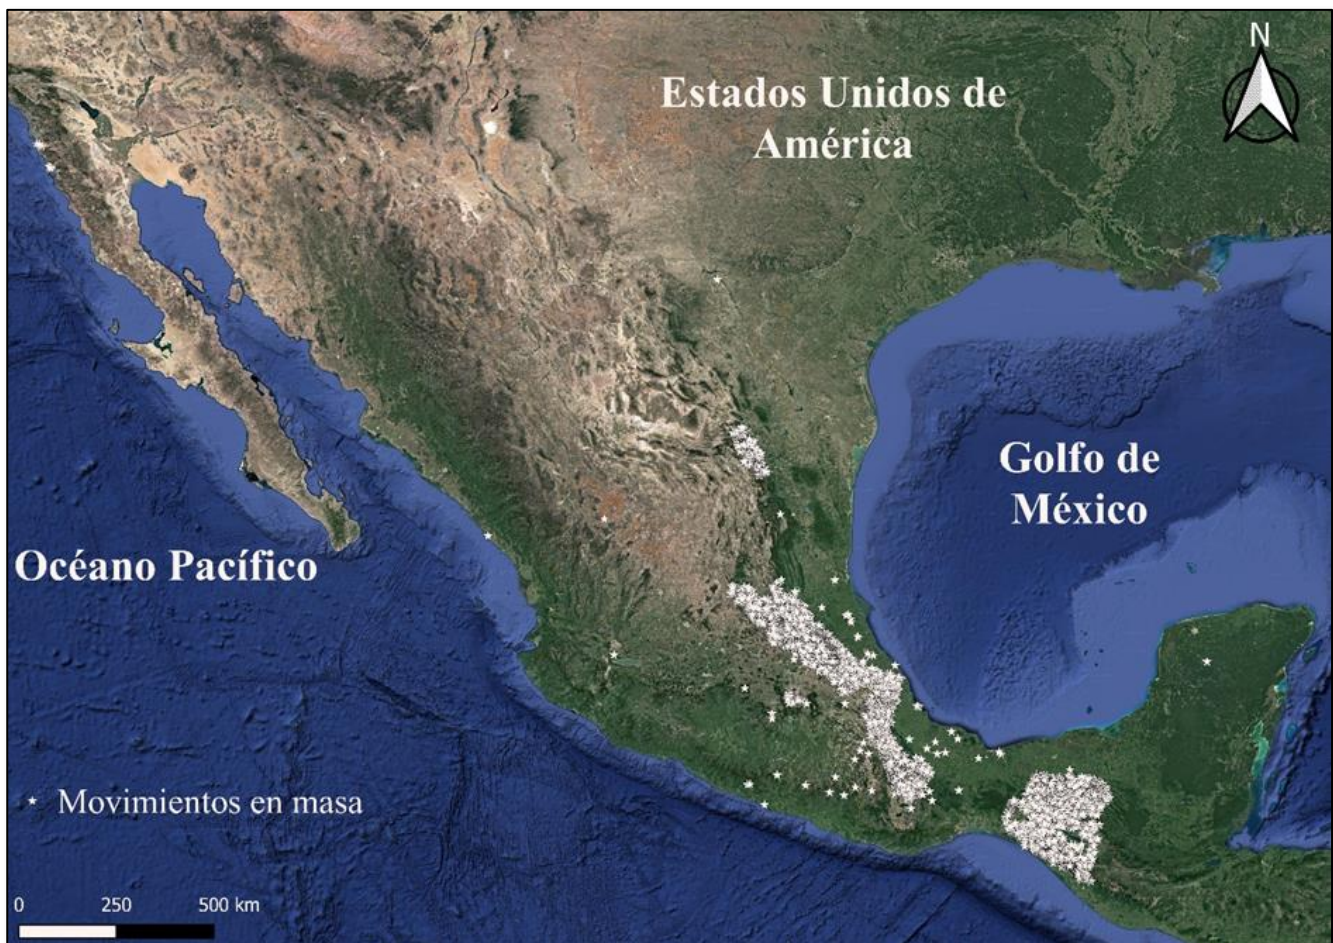 N
Estados Unidos de
América
Golfo de
México
Océano Pacífico
Movimientos en masa
0 250 500 km